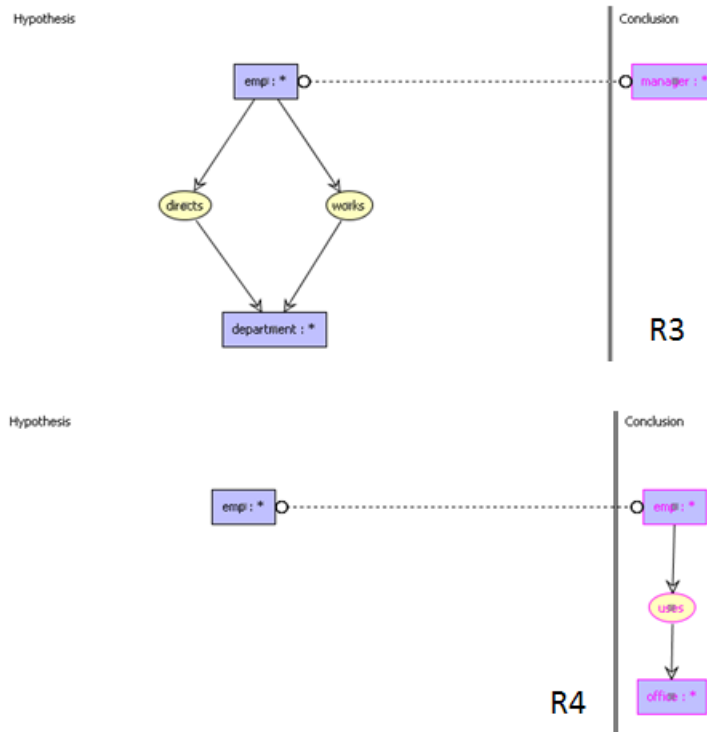 Hypothesis
Conclusion
emp : *
manager : *
directs
works
department : *
R3
Hypothesis
Conclusion
emp : *
emp : *
uses
office : *
R4